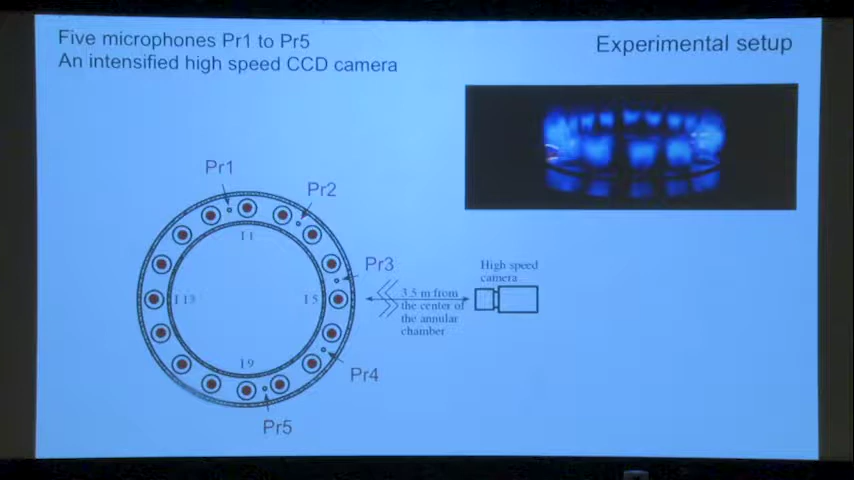 Five microphones Pr1 to Pr5
An intensified high speed CCD camera
Experimental setup
Pr1
Pr2
I 1
Pr3
High speed
camera
I 13
I 5
3.5 m from
the center of
the annular
chamber
I 9
Pr4
Pr5